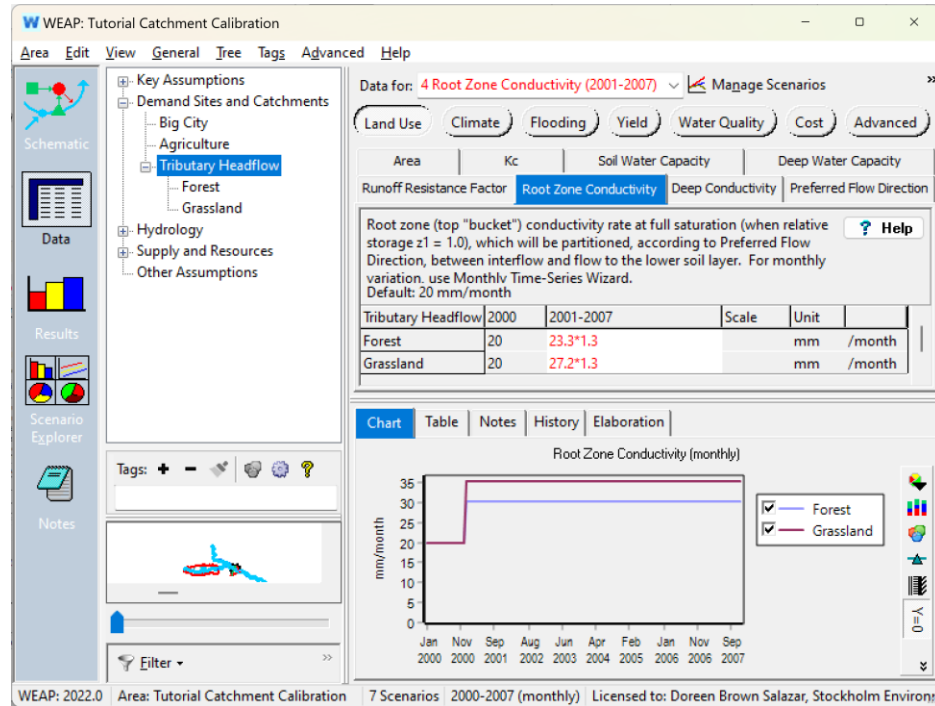 W WEAP: Tutorial Catchment Calibration
Area Edit View General Tree Tags Advanced Help
Schematic
Data
Results
Scenario
Explorer
Notes
Key Assumptions
Demand Sites and Catchments
Big City
Agriculture
Tributary Headflow
Forest
Grassland
Hydrology
Supply and Resources
Other Assumptions
Tags:
Filter
Data for: 4 Root Zone Conductivity (2001-2007) Manage Scenarios
Land Use Climate Flooding Yield Water Quality Cost Advanced
Area Kc Soil Water Capacity Deep Water Capacity
Runoff Resistance Factor Root Zone Conductivity Deep Conductivity Preferred Flow Direction
Root zone (top "bucket") conductivity rate at full saturation (when relative
storage z1 = 1.0), which will be partitioned, according to Preferred Flow
Direction, between interflow and flow to the lower soil layer. For monthly
variation, use Monthly Time-Series Wizard.
Default: 20 mm/month
? Help
Tributary Headflow 2000 2001-2007 Scale Unit
Forest 20 23.3*1.3 mm /month
Grassland 20 27.2*1.3 mm /month
Chart Table Notes History Elaboration
Root Zone Conductivity (monthly)
mm/month
35
30
25
20
15
10
5
0
Jan Nov Sep Aug Jun Apr Feb Jan Nov Sep
2000 2000 2001 2002 2003 2004 2005 2006 2006 2007
Forest
Grassland
Y=0
WEAP: 2022.0 Area: Tutorial Catchment Calibration 7 Scenarios 2000-2007 (monthly) Licensed to: Doreen Brown Salazar, Stockholm Environ